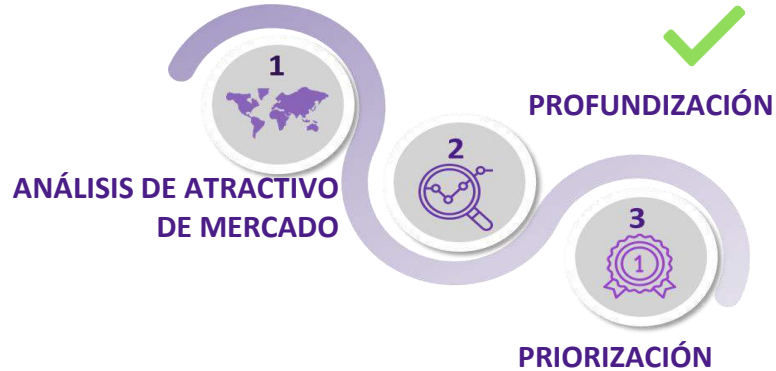 1
ANÁLISIS DE ATRACTIVO
DE MERCADO
2
PROFUNDIZACIÓN
3
1
PRIORIZACIÓN